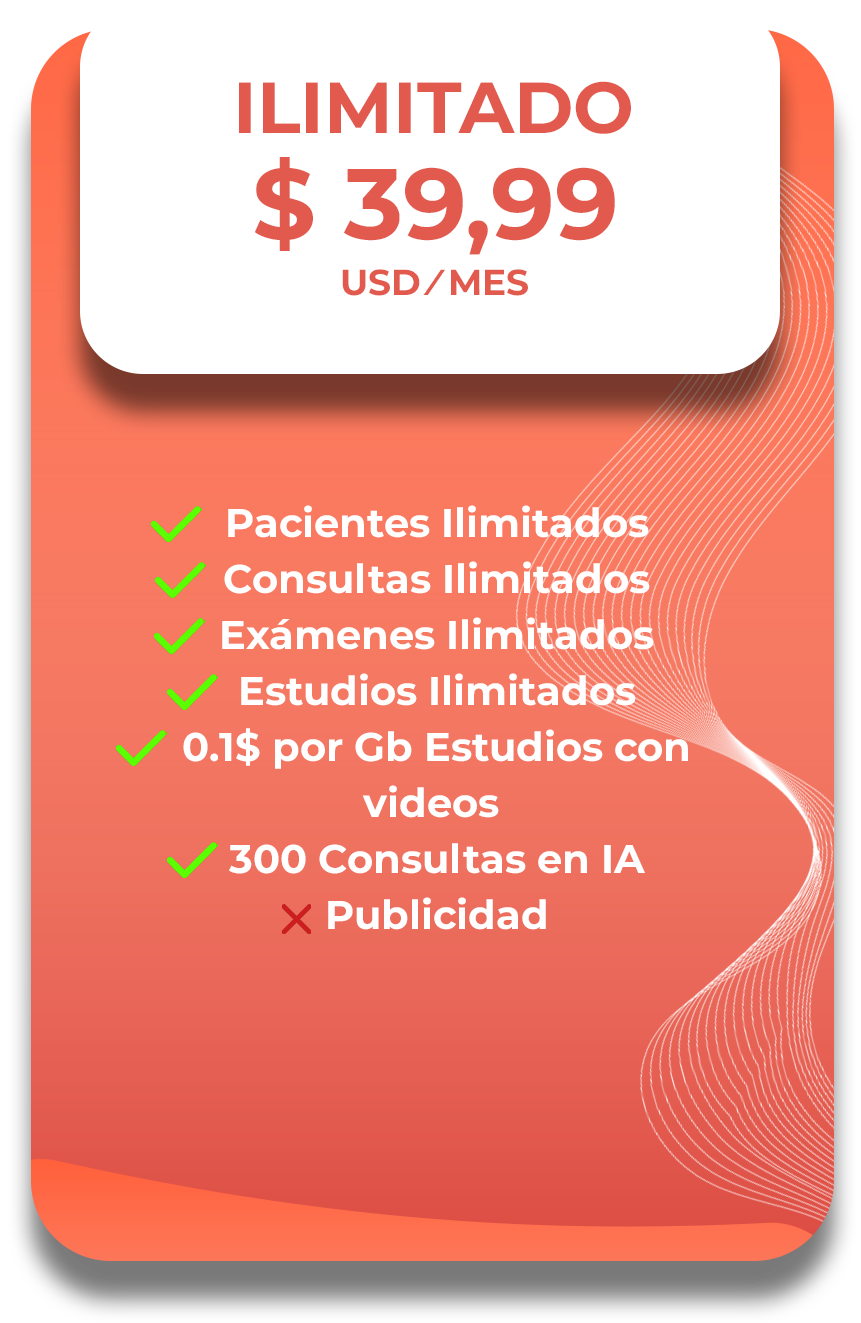 ILIMITADO
$ 39,99
USD/MES
Pacientes Ilimitados
Consultas Ilimitados
Exámenes Ilimitados
Estudios Ilimitados
0.1$ por Gb Estudios con
videos
300 Consultas en IA
Publicidad